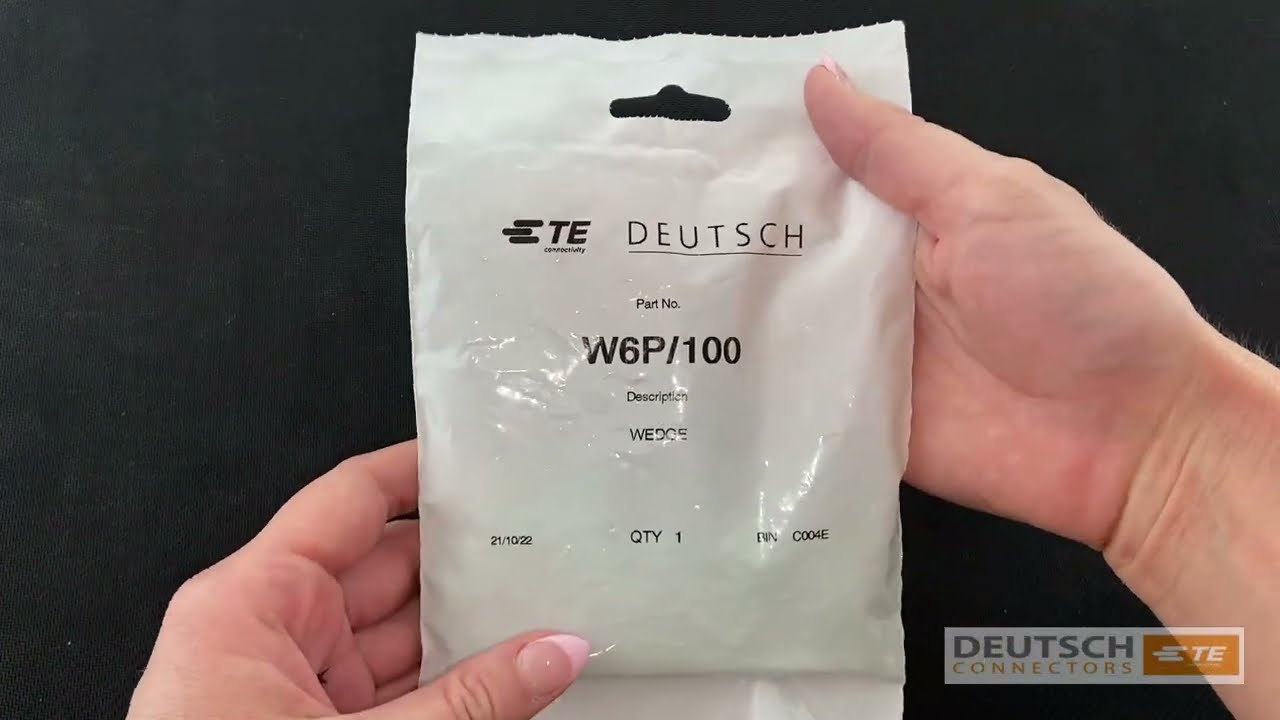 TE DEUTSCH
connectivity
Part No.
W6P/100
Description
WEDGE
21/10/22 QTY 1 BIN C004E
DEUTSCH
CONNECTORS
TE